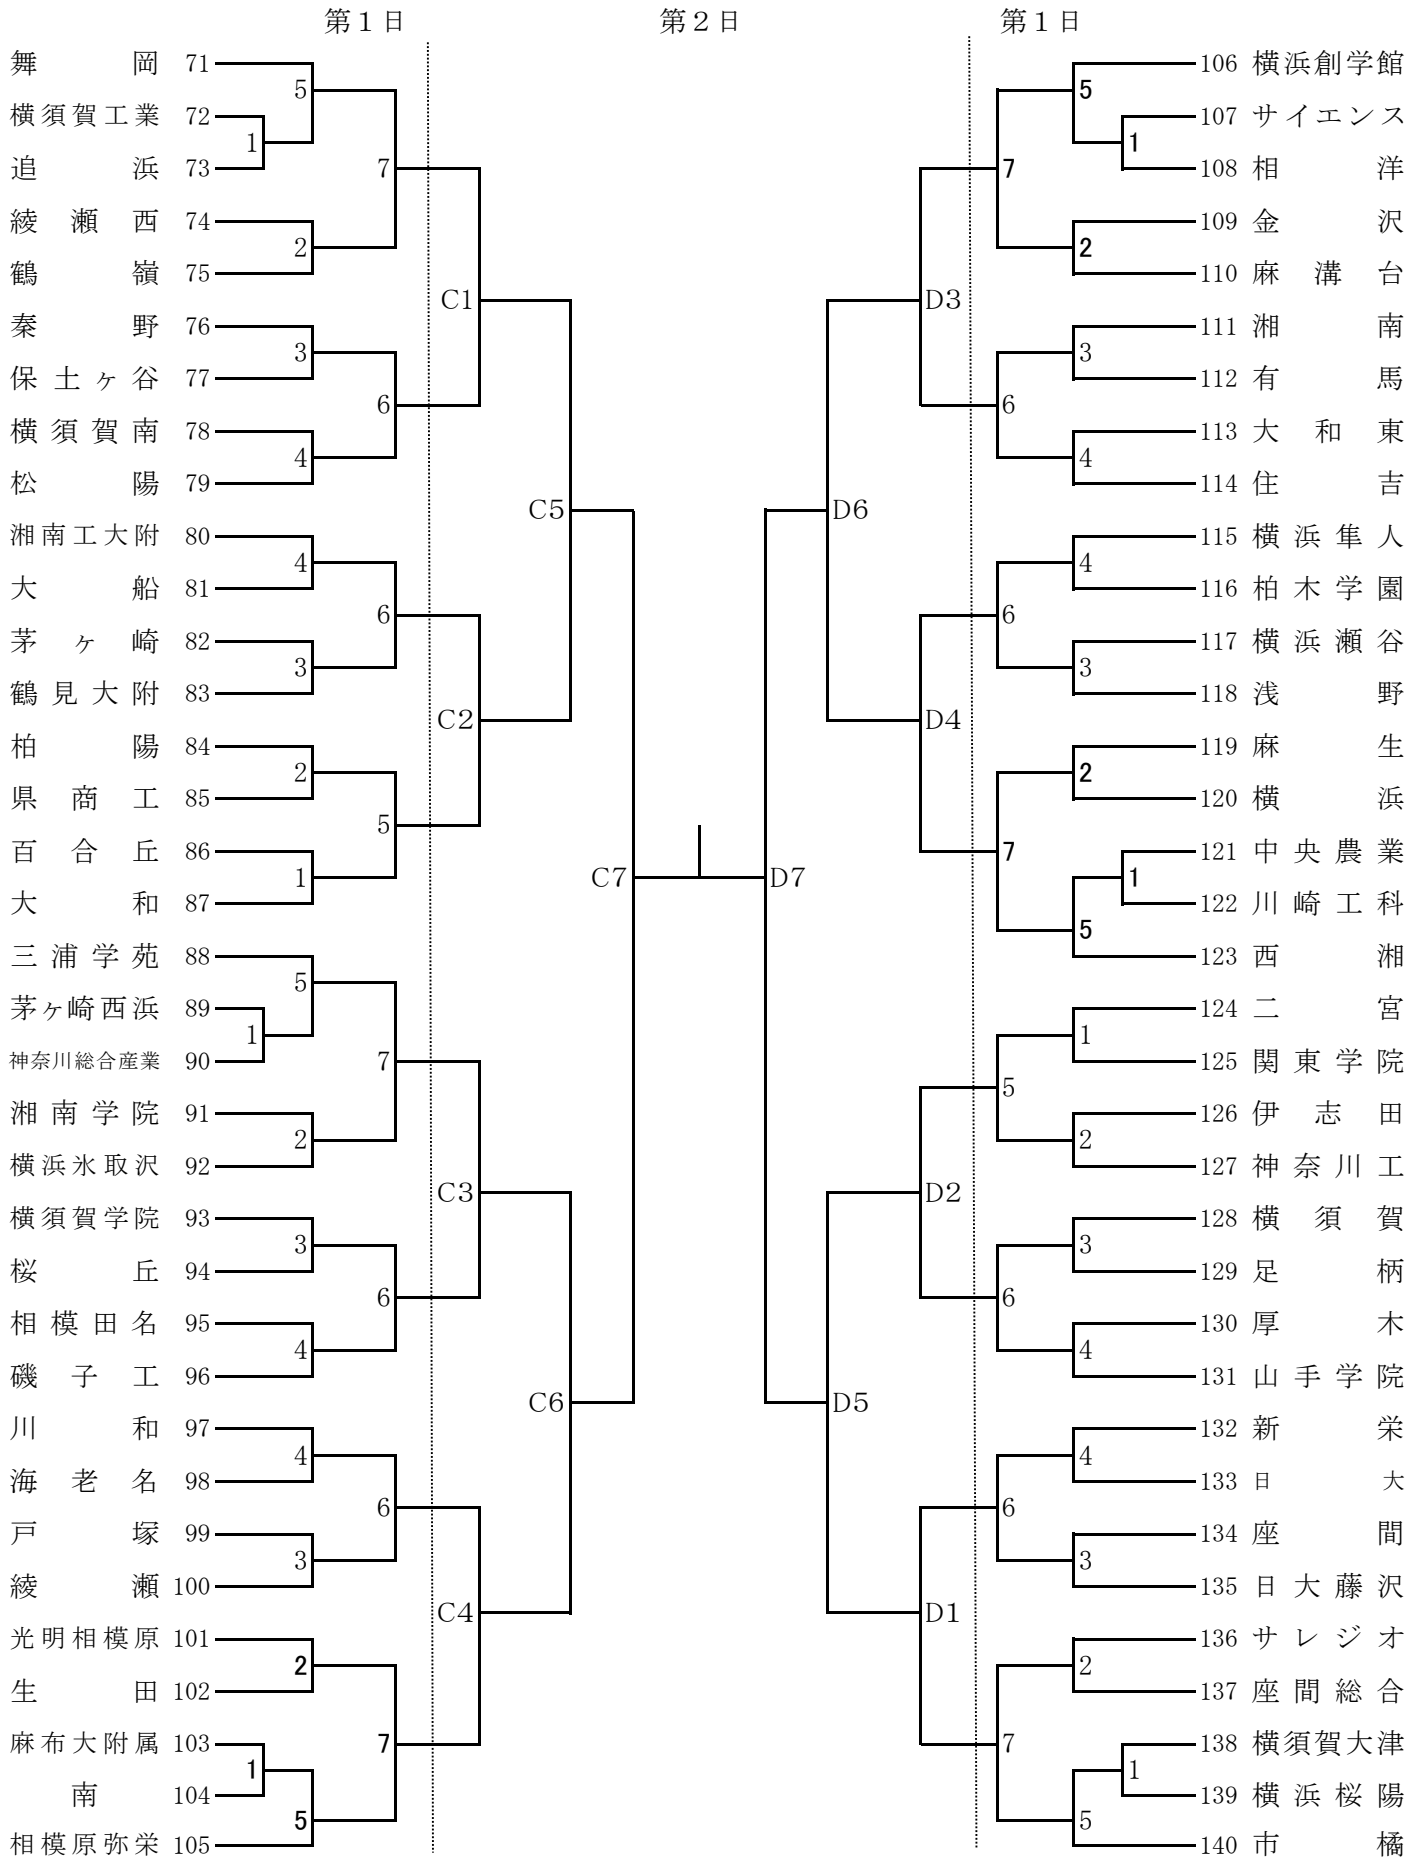 第１日
第２日
第１日
舞岡 71
5
横須賀工業 72
1
追浜 73
7
綾瀬西 74
2
鶴嶺 75
C1
秦野 76
3
保土ヶ谷 77
6
横須賀南 78
4
松陽 79
C5
湘南工大附 80
4
大船 81
6
茅ヶ崎 82
3
鶴見大附 83
C2
柏陽 84
2
県商工 85
5
百合丘 86
1
大和 87
C7
三浦学苑 88
5
茅ヶ崎西浜 89
1
神奈川総合産業 90
7
湘南学院 91
2
横浜氷取沢 92
C3
横須賀学院 93
3
桜丘 94
6
相模田名 95
4
磯子工 96
C6
川和 97
4
海老名 98
6
戸塚 99
3
綾瀬 100
C4
光明相模原 101
2
生田 102
7
麻布大附属 103
1
南 104
5
相模原弥栄 105
106 横浜創学館
5
107 サイエンス
1
108 相洋
7
109 金沢
2
110 麻溝台
D3
111 湘南
3
112 有馬
6
113 大和東
4
114 住吉
D6
115 横浜隼人
4
116 柏木学園
6
117 横浜瀬谷
3
118 浅野
D4
119 麻生
2
120 横浜
7
121 中央農業
1
122 川崎工科
5
123 西湘
D7
124 二宮
1
125 関東学院
5
126 伊志田
2
127 神奈川工
D2
128 横須賀
3
129 足柄
6
130 厚木
4
131 山手学院
D5
132 新栄
4
133 日大
6
134 座間
3
135 日大藤沢
D1
136 サレジオ
2
137 座間総合
7
138 横須賀大津
1
139 横浜桜陽
5
140 市橘